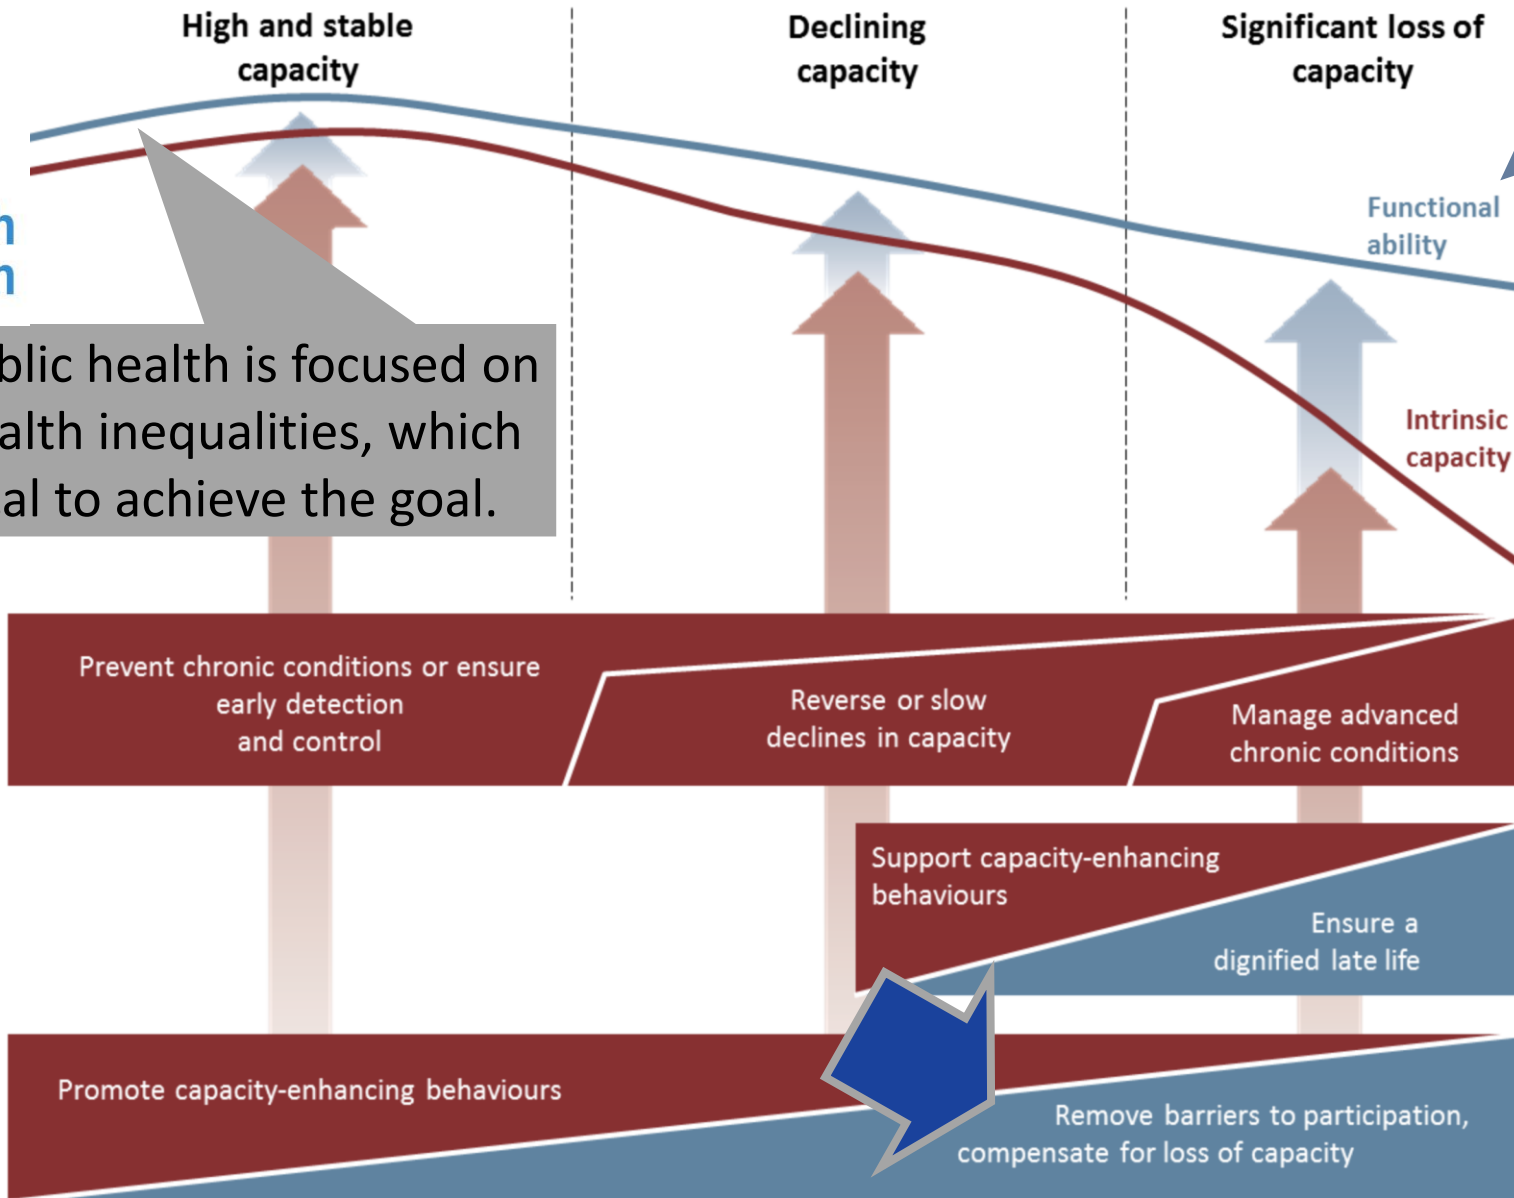 High and stable
capacity
Declining
capacity
Significant loss of
capacity
Functional
ability
Intrinsic
capacity
health is focused on
inequalities, which
to achieve the goal.
Prevent chronic conditions or ensure
early detection
and control
Reverse or slow
declines in capacity
Manage advanced
chronic conditions
Support capacity-enhancing
behaviours
Ensure a
dignified late life
Promote capacity-enhancing behaviours
Remove barriers to participation,
compensate for loss of capacity